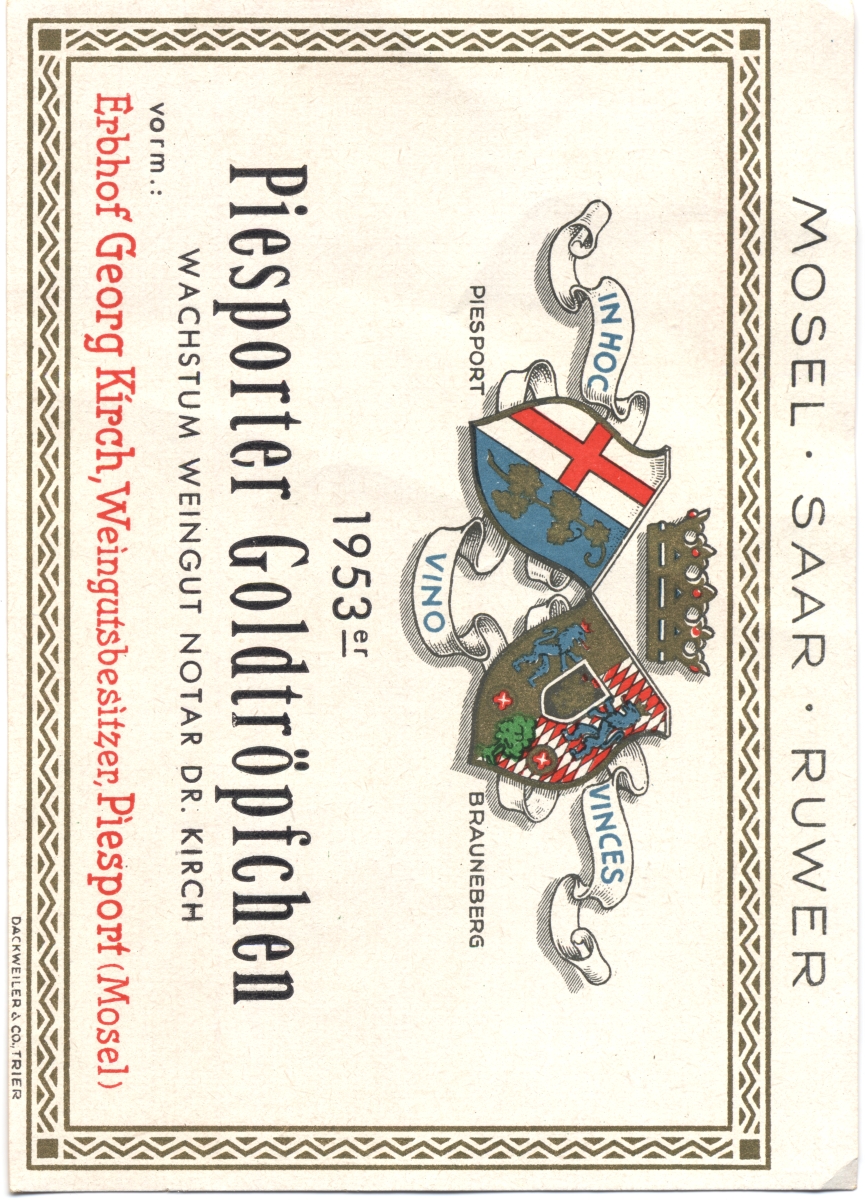 MOSEL · SAAR · RUWER
IN HOC
VINCES
PIESPORT
BRAUNEBERG
VINO
1953er
Piesporter Goldtröpfchen
WACHSTUM WEINGUT NOTAR DR. KIRCH
vorm.:
Erbhof Georg Kirch, Weingutsbesitzer, Piesport (Mosel)
DACKWEILER & CO., TRIER